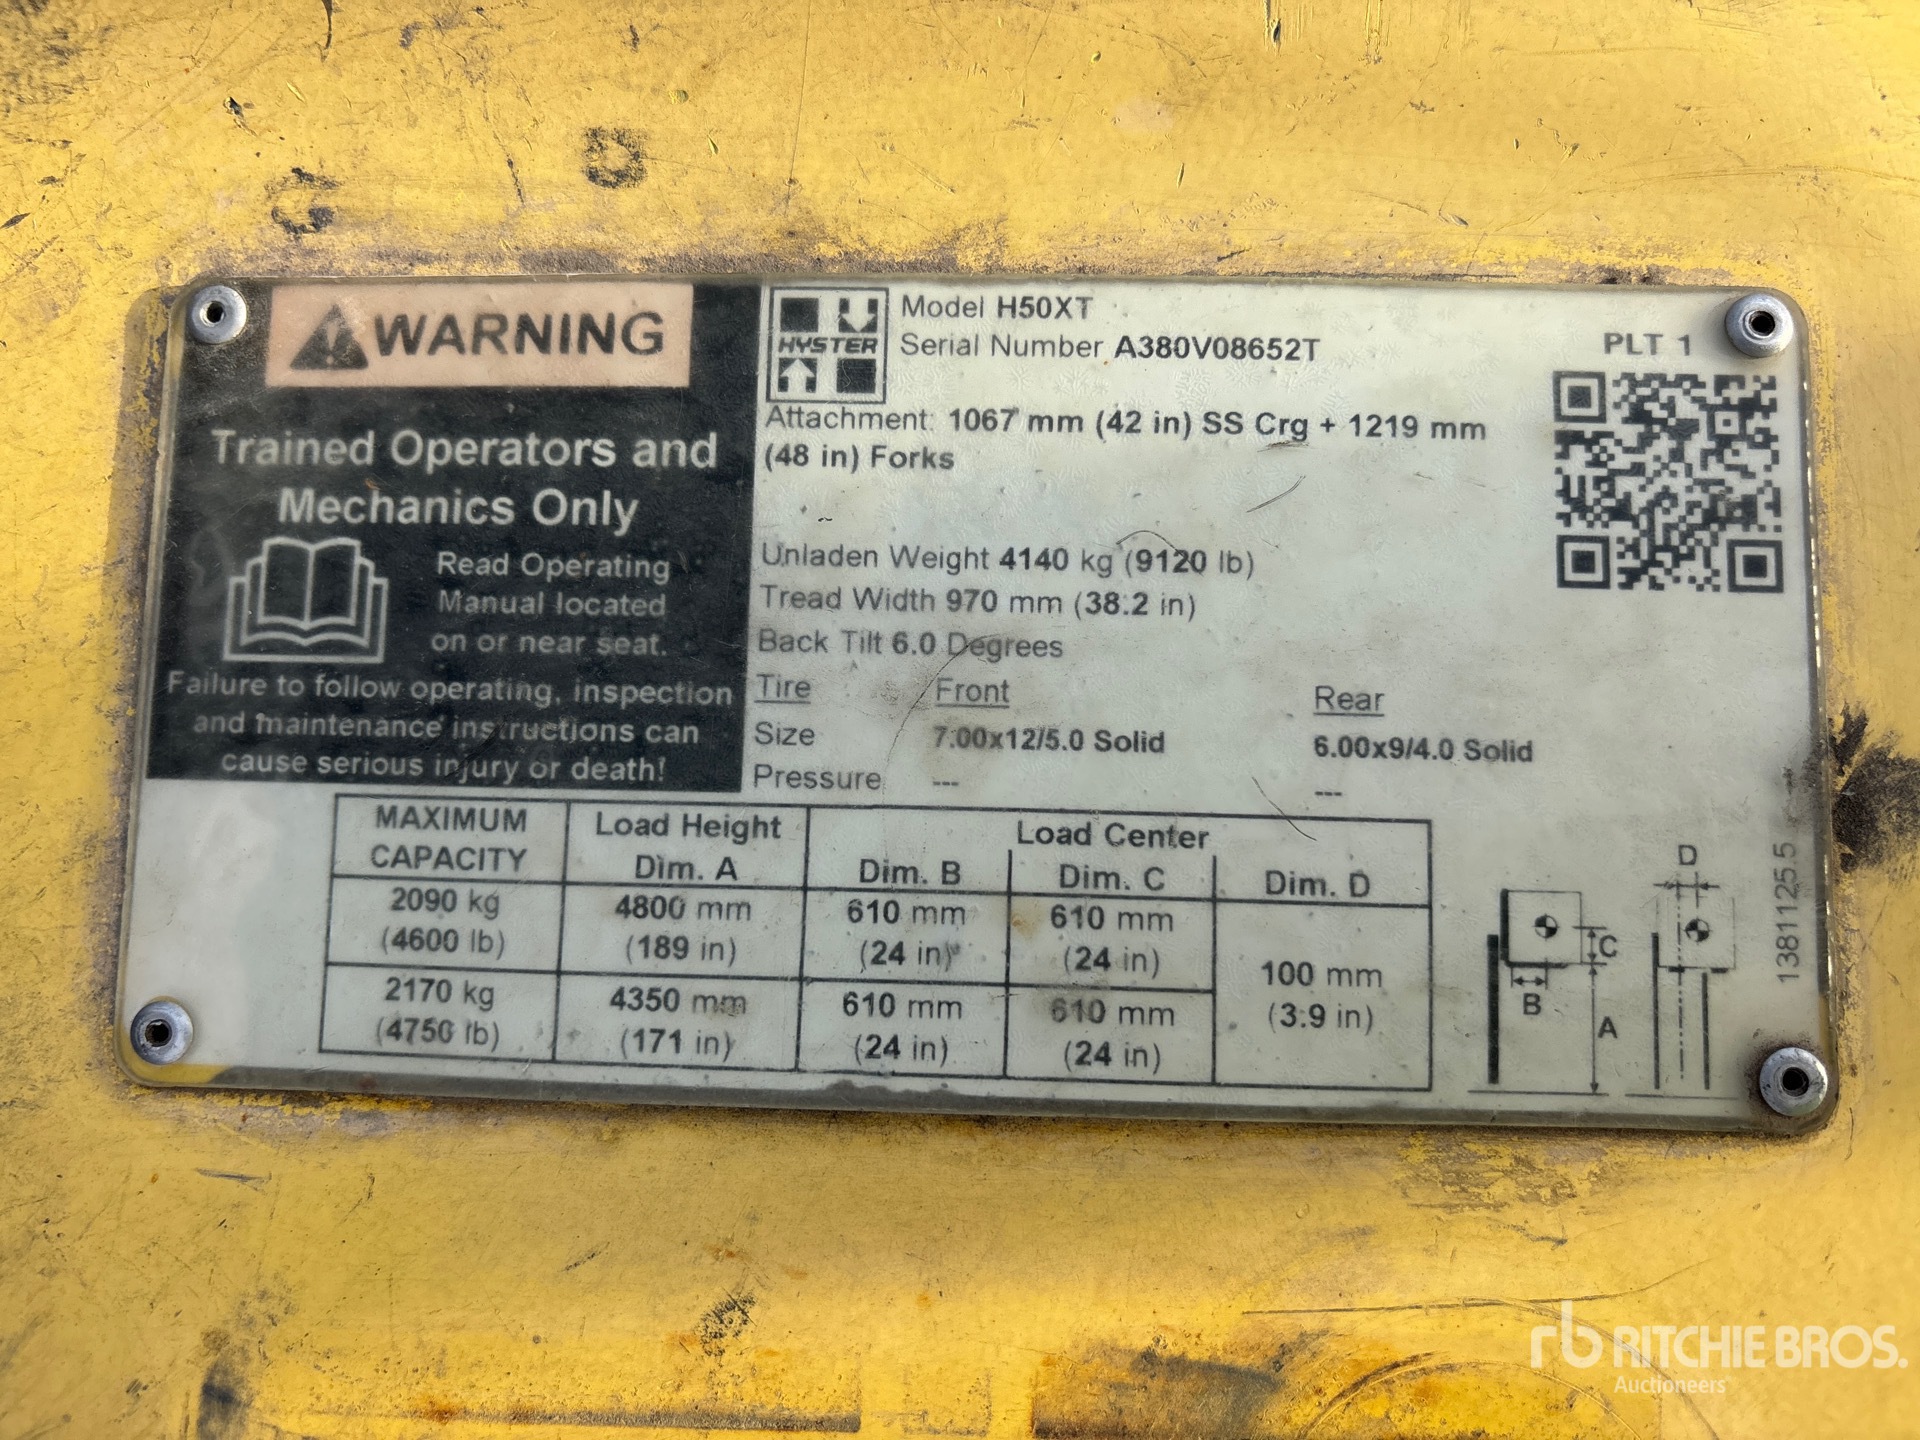 WARNING
Trained Operators and
Mechanics Only
Read Operating
Manual located
on or near seat.
Failure to follow operating, inspection
and maintenance instructions can
cause serious injury or death!
HYSTER
Model H50XT
Serial Number A380V08652T
PLT 1
Attachment: 1067 mm (42 in) SS Crg + 1219 mm
(48 in) Forks
Unladen Weight 4140 kg (9120 lb)
Tread Width 970 mm (38.2 in)
Back Tilt 6.0 Degrees
Tire Front Rear
Size 7.00x12/5.0 Solid 6.00x9/4.0 Solid
Pressure --- ---
MAXIMUM CAPACITY Load Height Dim. A Load Center
Dim. B Dim. C Dim. D
2090 kg 4800 mm 610 mm 610 mm
(4600 lb) (189 in) (24 in) (24 in)
100 mm
(3.9 in)
2170 kg 4350 mm 610 mm 610 mm
(4750 lb) (171 in) (24 in) (24 in)
D
C
B
A
1381125.5
rb RITCHIE BROS.
Auctioneers